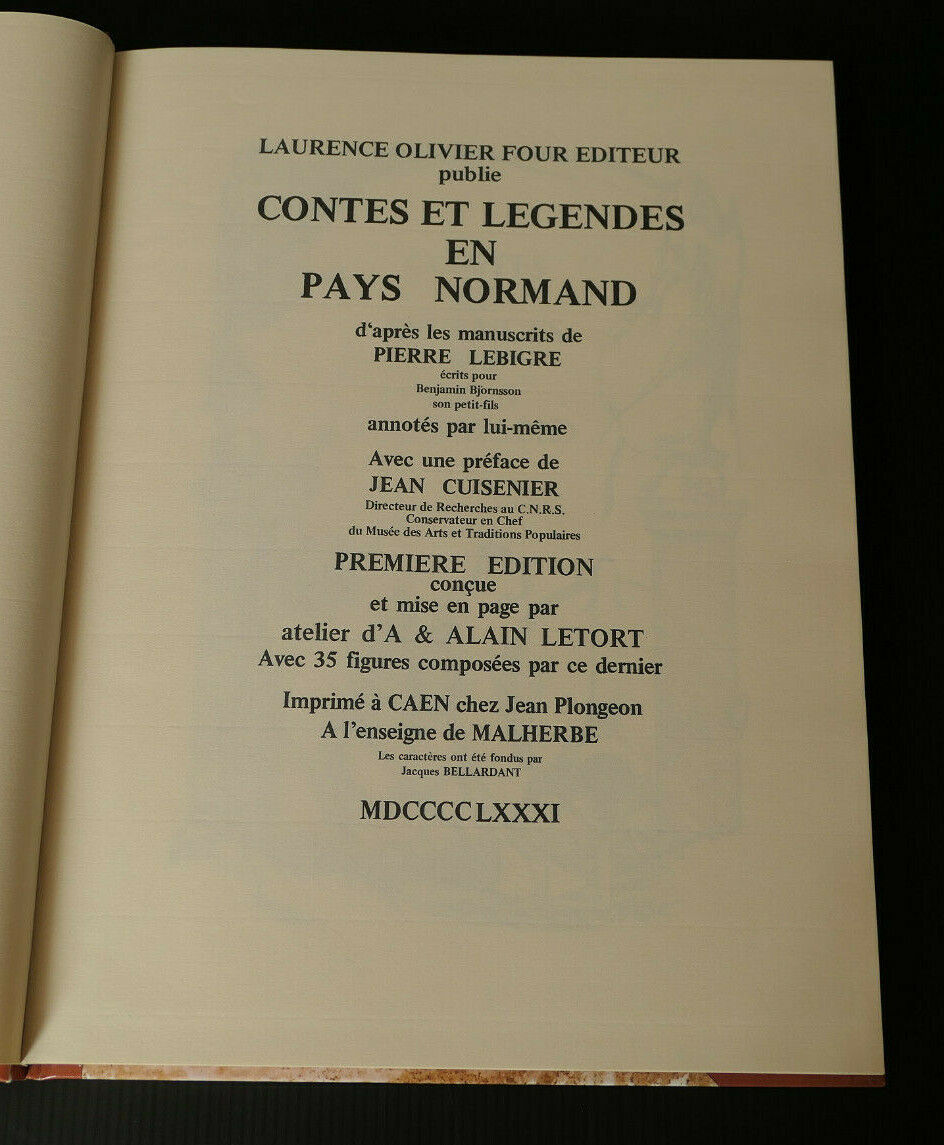 LAURENCE OLIVIER FOUR EDITEUR
publie
CONTES ET LEGENDES
EN
PAYS NORMAND
d'après les manuscrits de
PIERRE LEBIGRE
écrits pour
Benjamin Bjornsson
son petit-fils
annotés par lui-même
Avec une préface de
JEAN CUISENIER
Directeur de Recherches au C.N.R.S.
Conservateur en Chef
du Musée des Arts et Traditions Populaires
PREMIERE EDITION
conçue
et mise en page par
atelier d'A & ALAIN LETORT
Avec 35 figures composées par ce dernier
Imprimé à CAEN chez Jean Plongeon
A l'enseigne de MALHERBE
Les caractères ont été fondus par
Jacques BELLARDANT
MDCCCCLXXXI